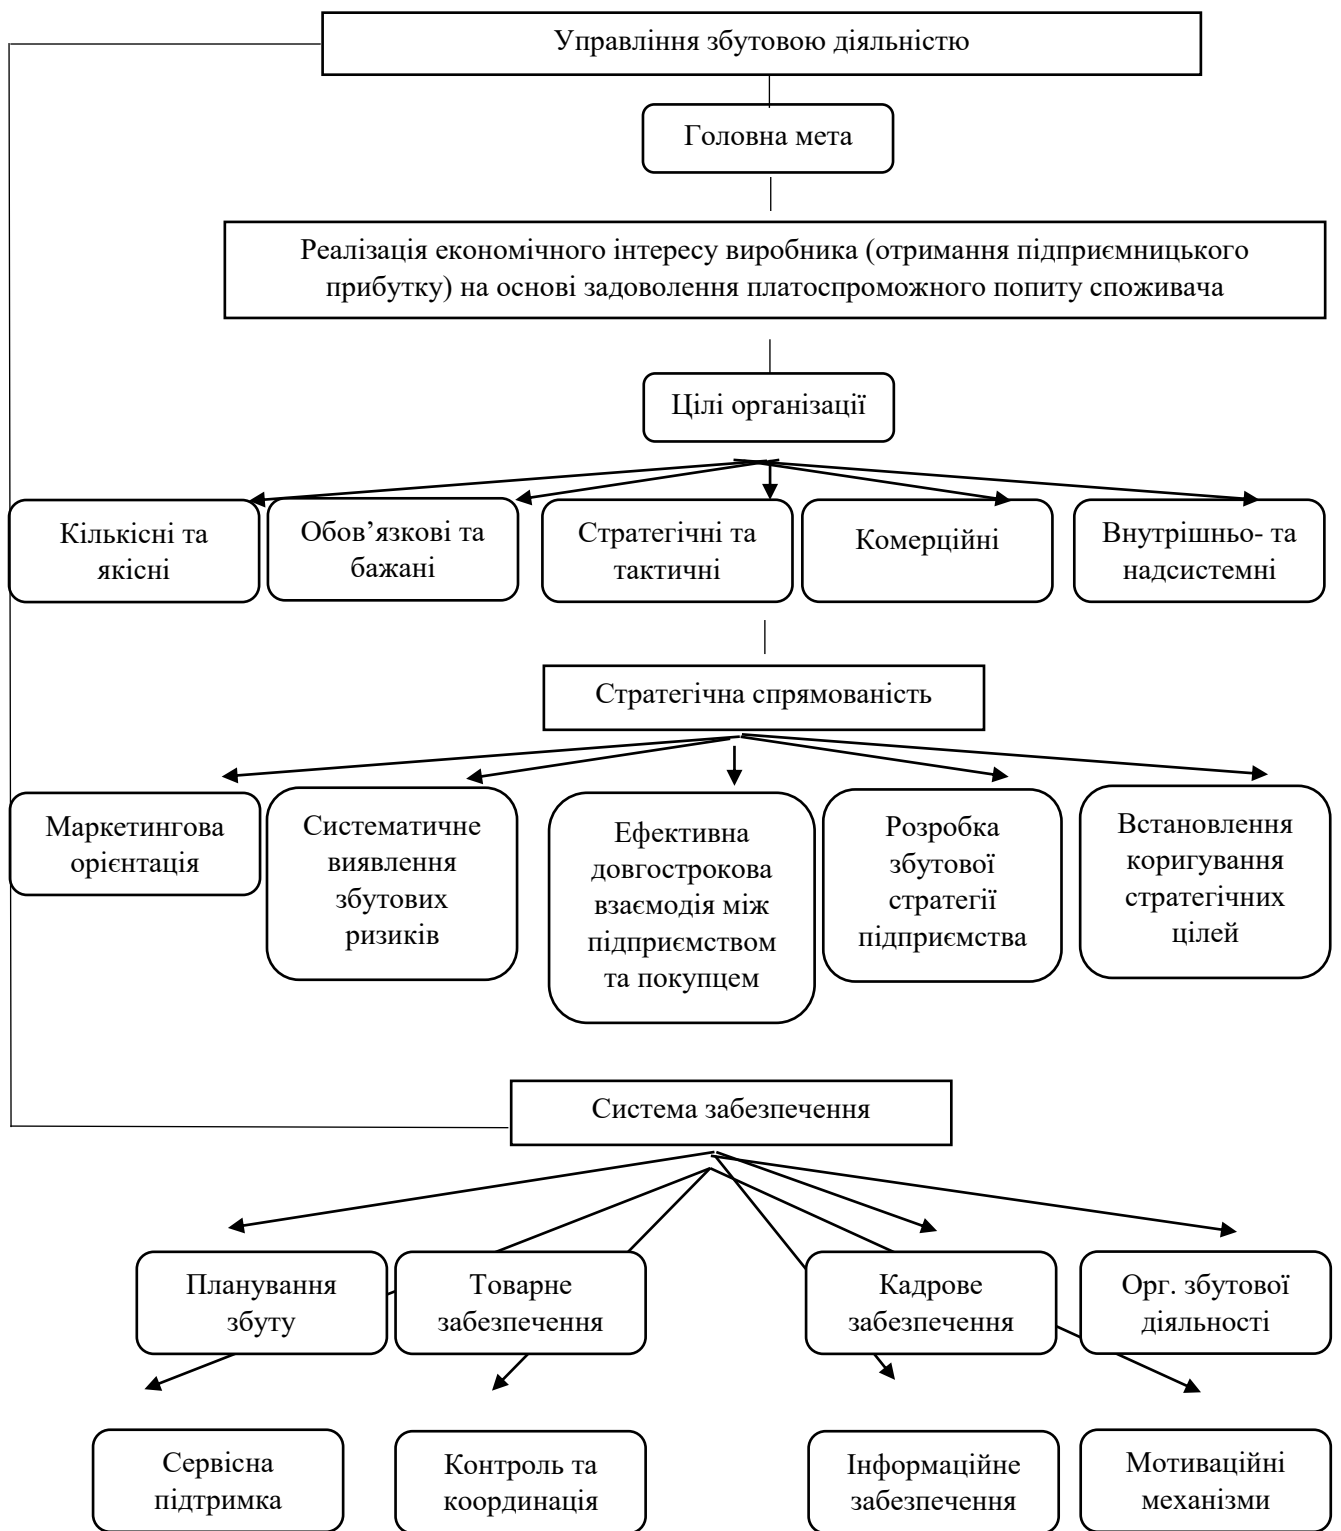 Управління збутовою діяльністю
Головна мета
Реалізація економічного інтересу виробника (отримання підприємницького
прибутку) на основі задоволення платоспроможного попиту споживача
Цілі організації
Кількісні та
якісні
Обов’язкові та
бажані
Стратегічні та
тактичні
Комерційні
Внутрішньо- та
надсистемні
Стратегічна спрямованість
Маркетингова
орієнтація
Систематичне
виявлення
збутових
ризиків
Ефективна
довгострокова
взаємодія між
підприємством
та покупцем
Розробка
збутової
стратегії
підприємства
Встановлення
коригування
стратегічних
цілей
Система забезпечення
Планування
збуту
Товарне
забезпечення
Кадрове
забезпечення
Орг. збутової
діяльності
Сервісна
підтримка
Контроль та
координація
Інформаційне
забезпечення
Мотиваційні
механізми